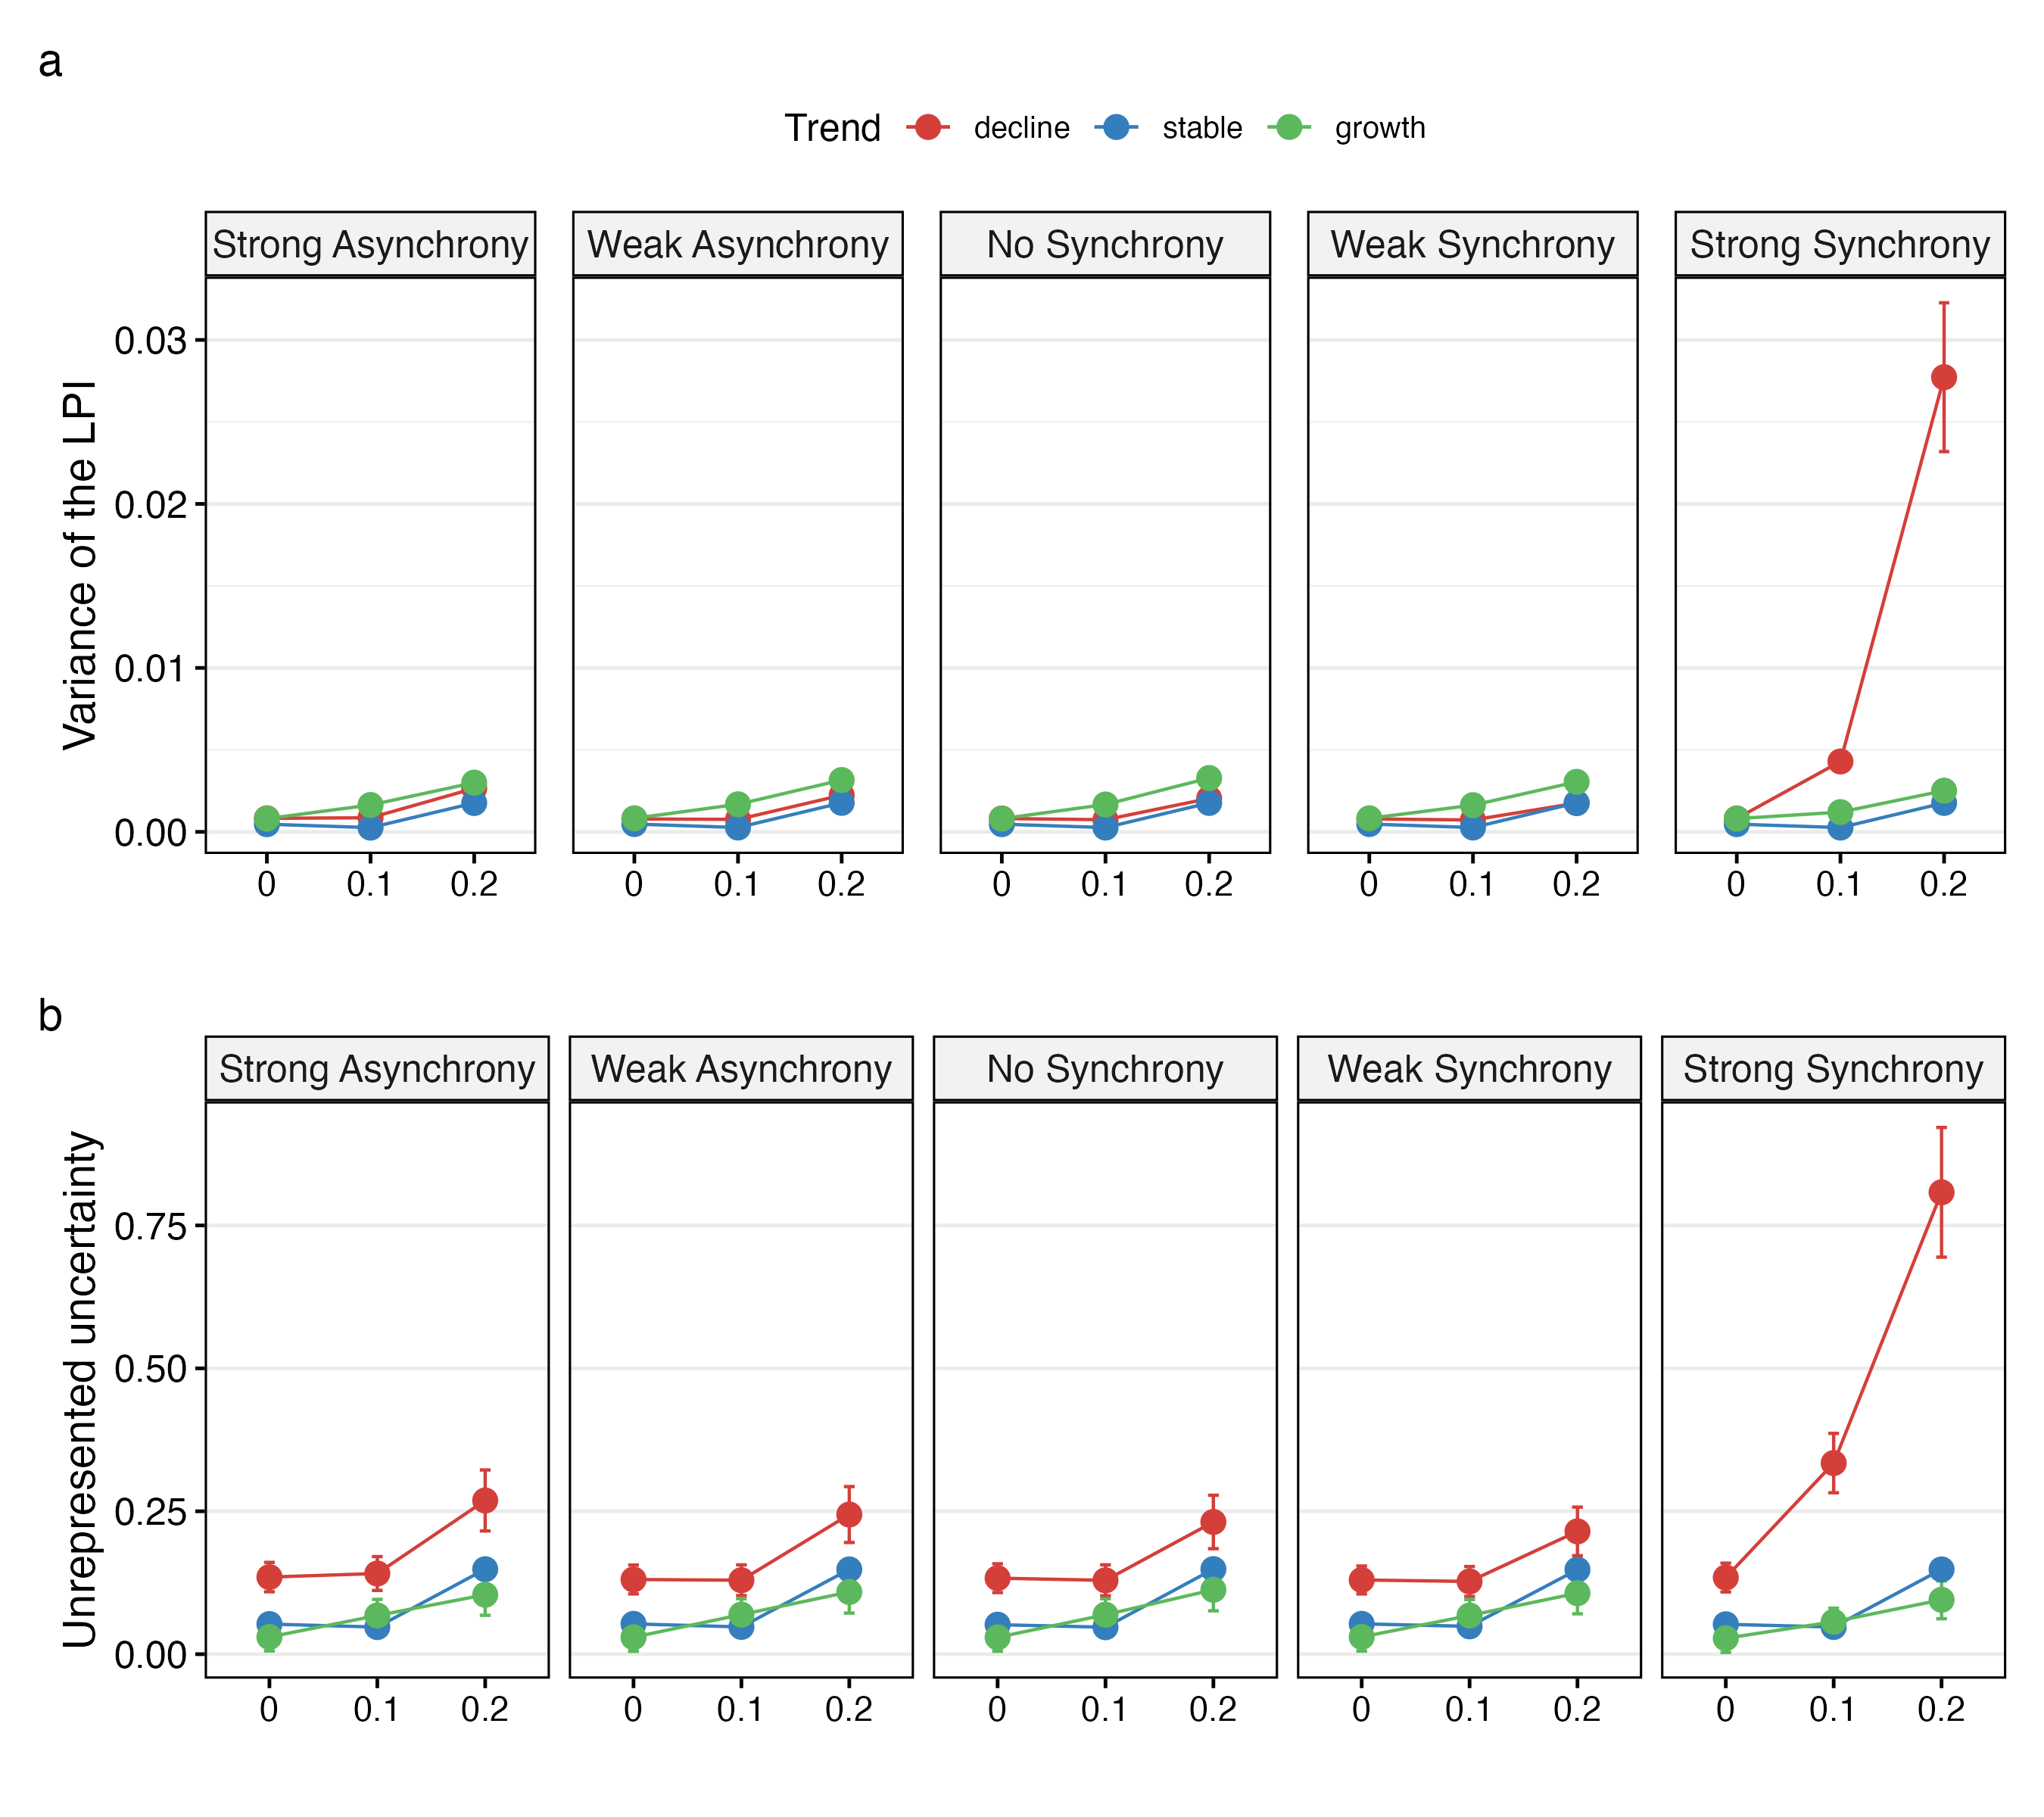 a
Trend decline stable growth
Strong Asynchrony Weak Asynchrony No Synchrony Weak Synchrony Strong Synchrony
Variance of the LPI
0.03
0.02
0.01
0.00
0 0.1 0.2 0 0.1 0.2 0 0.1 0.2 0 0.1 0.2 0 0.1 0.2
b
Strong Asynchrony Weak Asynchrony No Synchrony Weak Synchrony Strong Synchrony
Unrepresented uncertainty
0.75
0.50
0.25
0.00
0 0.1 0.2 0 0.1 0.2 0 0.1 0.2 0 0.1 0.2 0 0.1 0.2